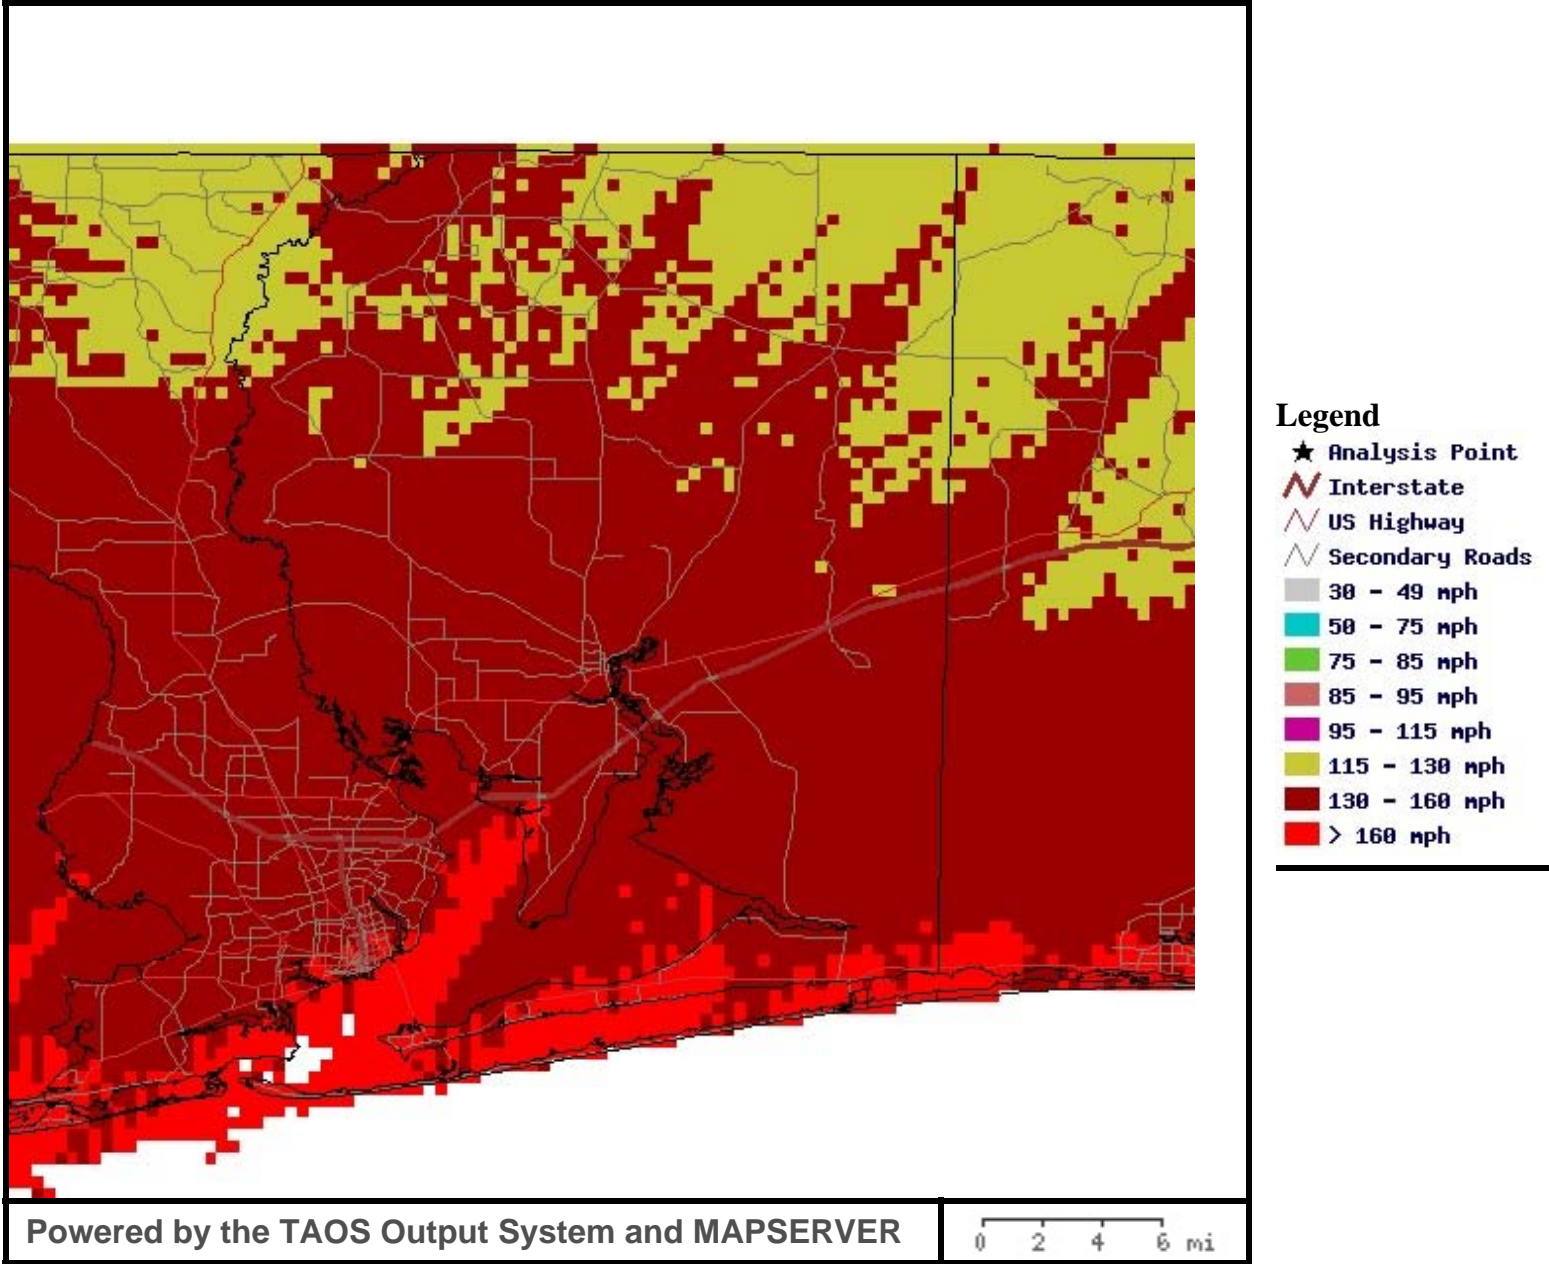 Legend
Analysis Point
Interstate
US Highway
Secondary Roads
30 - 49 mph
50 - 75 mph
75 - 85 mph
85 - 95 mph
95 - 115 mph
115 - 130 mph
130 - 160 mph
> 160 mph
Powered by the TAOS Output System and MAPSERVER
0 2 4 6 mi